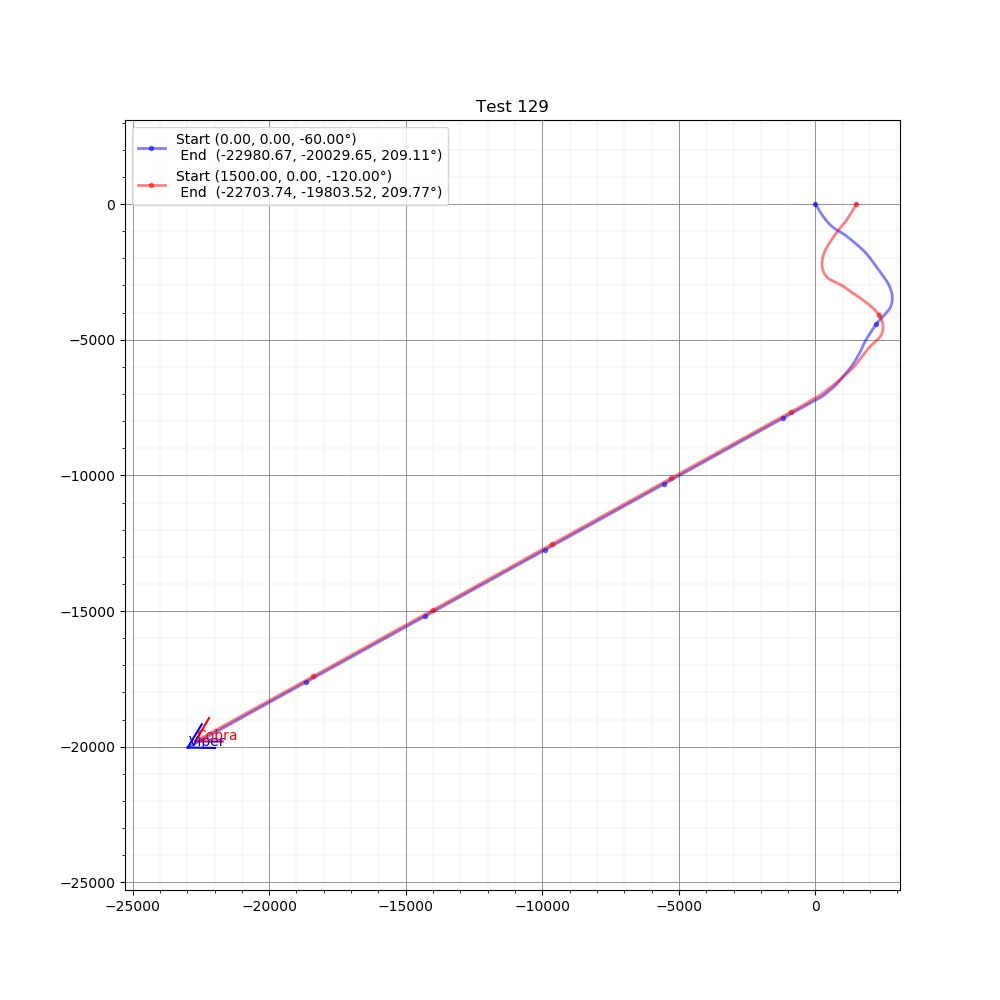 Test 129
Start (0.00, 0.00, -60.00°)
End  (-22980.67, -20029.65, 209.11°)
Start (1500.00, 0.00, -120.00°)
End  (-22703.74, -19803.52, 209.77°)
0
−5000
−10000
−15000
−20000
−25000
Cobra
Viper
−25000
−20000
−15000
−10000
−5000
0